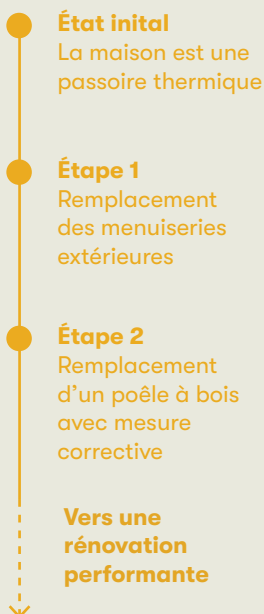 État inital
La maison est une
passoire thermique
Étape 1
Remplacement
des menuiseries
extérieures
Étape 2
Remplacement
d’un poêle à bois
avec mesure
corrective
Vers une
rénovation
performante